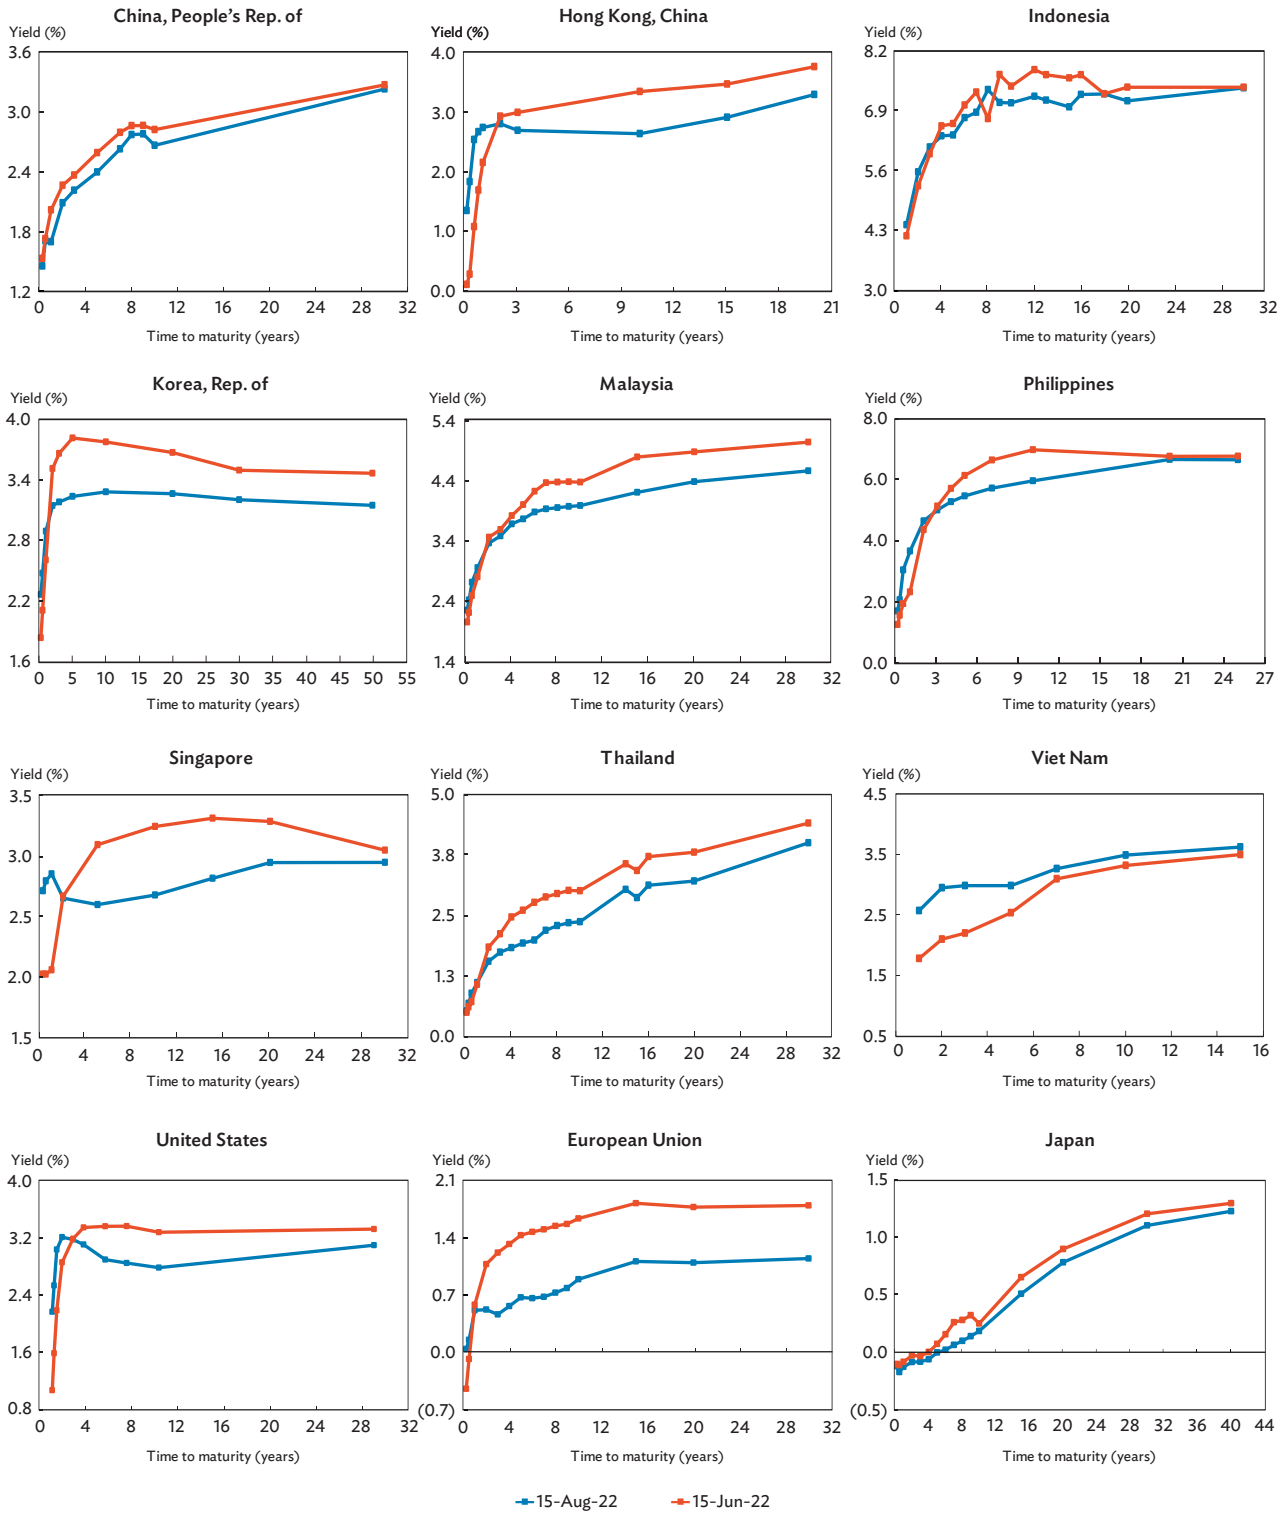 China, People's Rep. of
Yield (%)
3.6
3.0
2.4
1.8
1.2
0 4 8 12 16 20 24 28 32
Time to maturity (years)
Hong Kong, China
Yield (%)
4.0
3.0
2.0
1.0
0.0
0 3 6 9 12 15 18 21
Time to maturity (years)
Indonesia
Yield (%)
8.2
6.9
5.6
4.3
3.0
0 4 8 12 16 20 24 28 32
Time to maturity (years)
Korea, Rep. of
Yield (%)
4.0
3.4
2.8
2.2
1.6
0 5 10 15 20 25 30 35 40 45 50 55
Time to maturity (years)
Malaysia
Yield (%)
5.4
4.4
3.4
2.4
1.4
0 4 8 12 16 20 24 28 32
Time to maturity (years)
Philippines
Yield (%)
8.0
6.0
4.0
2.0
0.0
0 3 6 9 12 15 18 21 24 27
Time to maturity (years)
Singapore
Yield (%)
3.5
3.0
2.5
2.0
1.5
0 4 8 12 16 20 24 28 32
Time to maturity (years)
Thailand
Yield (%)
5.0
3.8
2.5
1.3
0.0
0 4 8 12 16 20 24 28 32
Time to maturity (years)
Viet Nam
Yield (%)
4.5
3.5
2.5
1.5
0.5
0 2 4 6 8 10 12 14 16
Time to maturity (years)
United States
Yield (%)
4.0
3.2
2.4
1.6
0.8
0 4 8 12 16 20 24 28 32
Time to maturity (years)
European Union
Yield (%)
2.1
1.4
0.7
0.0
(0.7)
0 4 8 12 16 20 24 28 32
Time to maturity (years)
Japan
Yield (%)
1.5
1.0
0.5
0.0
(0.5)
0 4 8 12 16 20 24 28 32 36 40 44
Time to maturity (years)
15-Aug-22 15-Jun-22